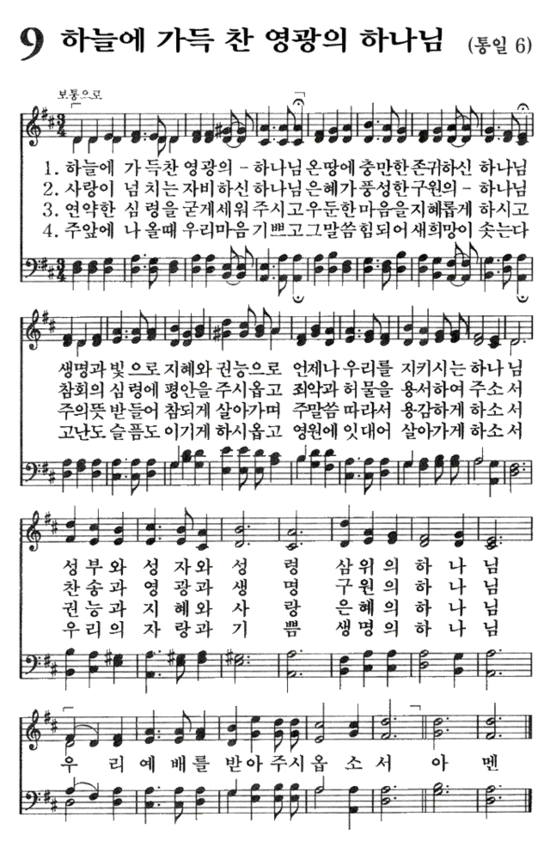 9 하늘에 가득 찬 영광의 하나님 (통일 6)
보통으로
1. 하늘에 가 득찬 영광의 - 하나님 온땅에 충만한 존귀하신 하나님
2. 사랑이 넘 치는 자비 하신 하나님 은혜가 풍성한 구원의 - 하나님
3. 연약한 심 령을 굳게 세워 주시고 우둔한 마음을 지혜롭게 하시고
4. 주앞에 나 올때 우리마음 기쁘고 그말씀 힘되어 새희망이 솟는다
생명과 빛 으로 지혜와 권능으로 언제나 우리를 지키시는 하나님
참회의 심령에 평안을 주시옵고 죄악과 허물을 용서하여 주소서
주의뜻 받들어 참되게 살아가며 주말씀 따라서 용감하게 하소서
고난도 슬픔도 이기게 하시옵고 영원에 잇대어 살아가게 하소서
성부와 성자와 성령 삼위의 하나님
찬송과 영광과 생명 구원의 하나님
권능과 지혜와 사랑 은혜의 하나님
우리의 자랑과 기쁨 생명의 하나님
우 리 예 배를 받아 주시 옵 소 서 아 멘